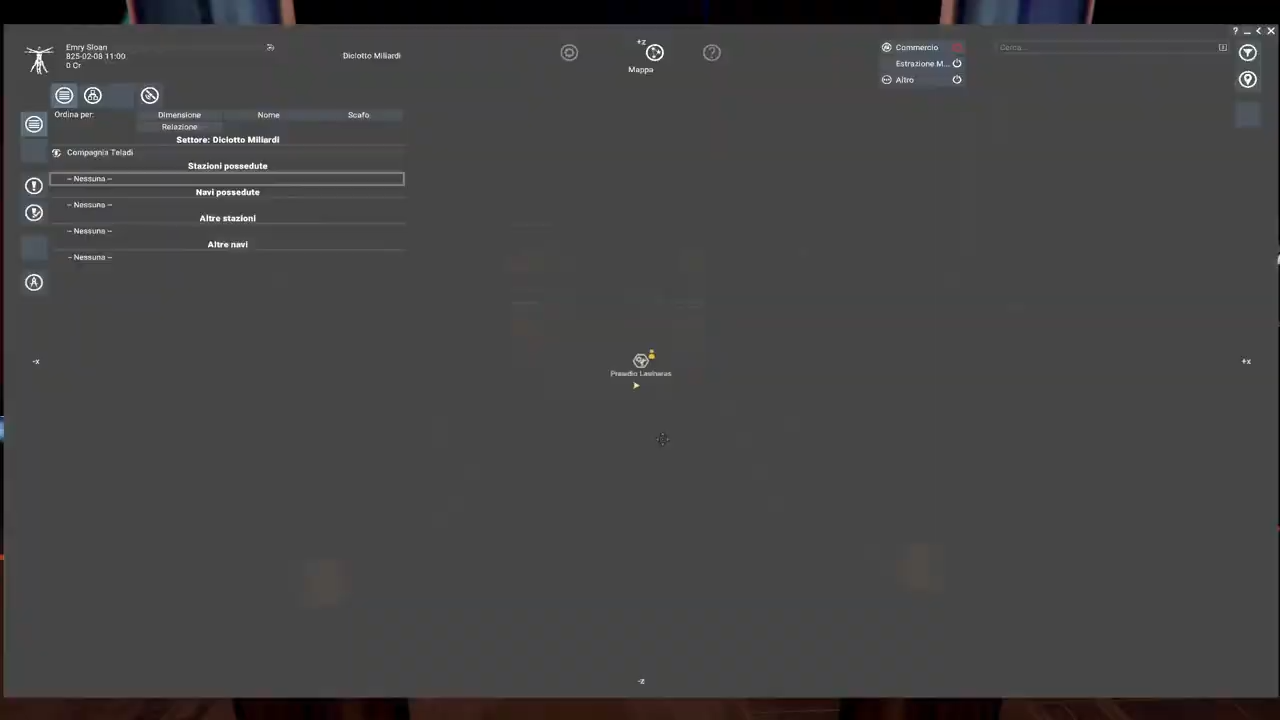 Emry Sloan
825-02-08 11:00
0 Cr
Diciotto Miliardi
+z
Mappa
Commercio
Estrazione M...
Altro
Cerca...
Ordina per:
Dimensione
Nome
Scafo
Relazione
Settore: Diciotto Miliardi
Compagnia Teladi
Stazioni possedute
-- Nessuna --
Navi possedute
-- Nessuna --
Altre stazioni
-- Nessuna --
Altre navi
-- Nessuna --
-x
+x
-z